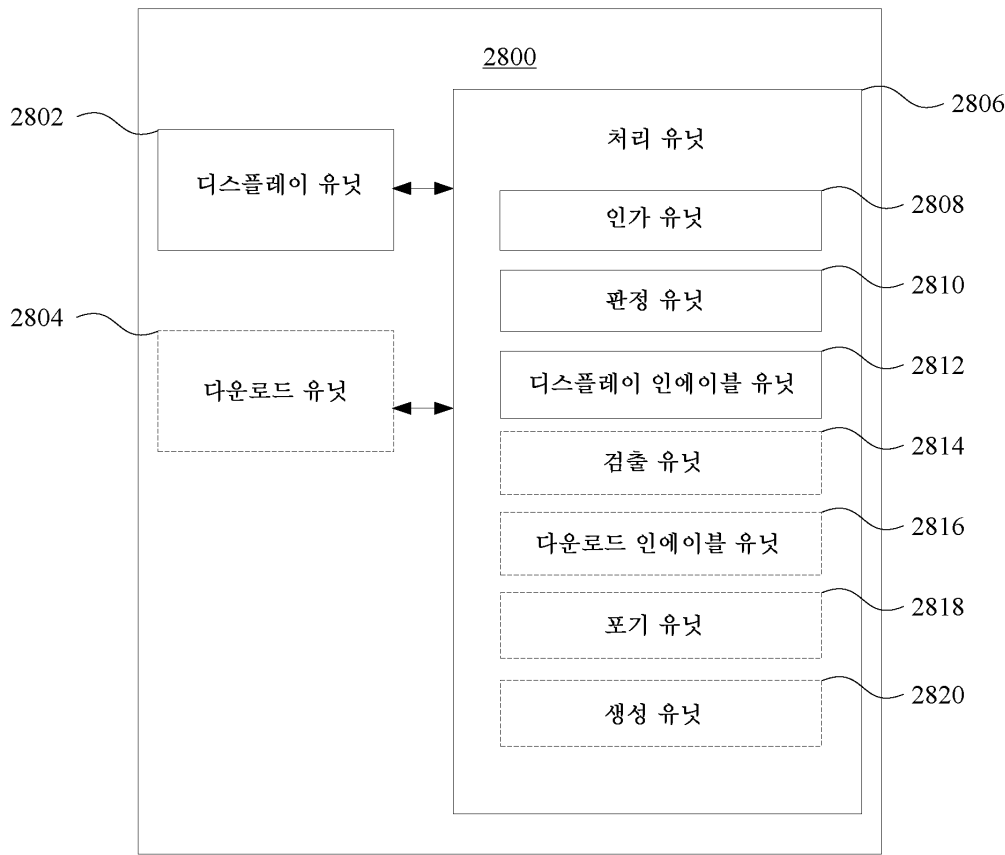 2800
2802
2806
처리 유닛
디스플레이 유닛
인가 유닛
2808
판정 유닛
2810
2804
디스플레이 인에이블 유닛
2812
다운로드 유닛
검출 유닛
2814
다운로드 인에이블 유닛
2816
포기 유닛
2818
생성 유닛
2820